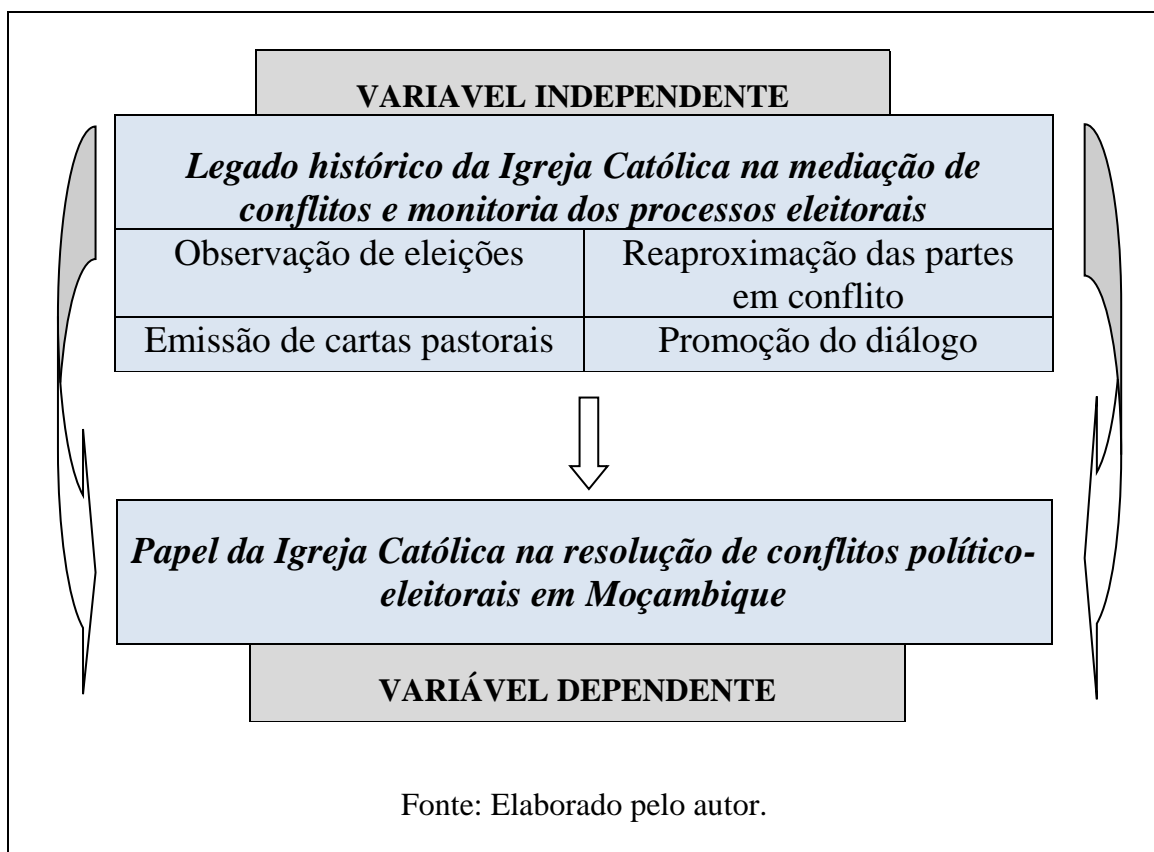 VARIAVEL INDEPENDENTE
Legado histórico da Igreja Católica na mediação de
conflitos e monitoria dos processos eleitorais
Observação de eleições
Reaproximação das partes
em conflito
Emissão de cartas pastorais
Promoção do diálogo
Papel da Igreja Católica na resolução de conflitos político-
eleitorais em Moçambique
VARIÁVEL DEPENDENTE
Fonte: Elaborado pelo autor.